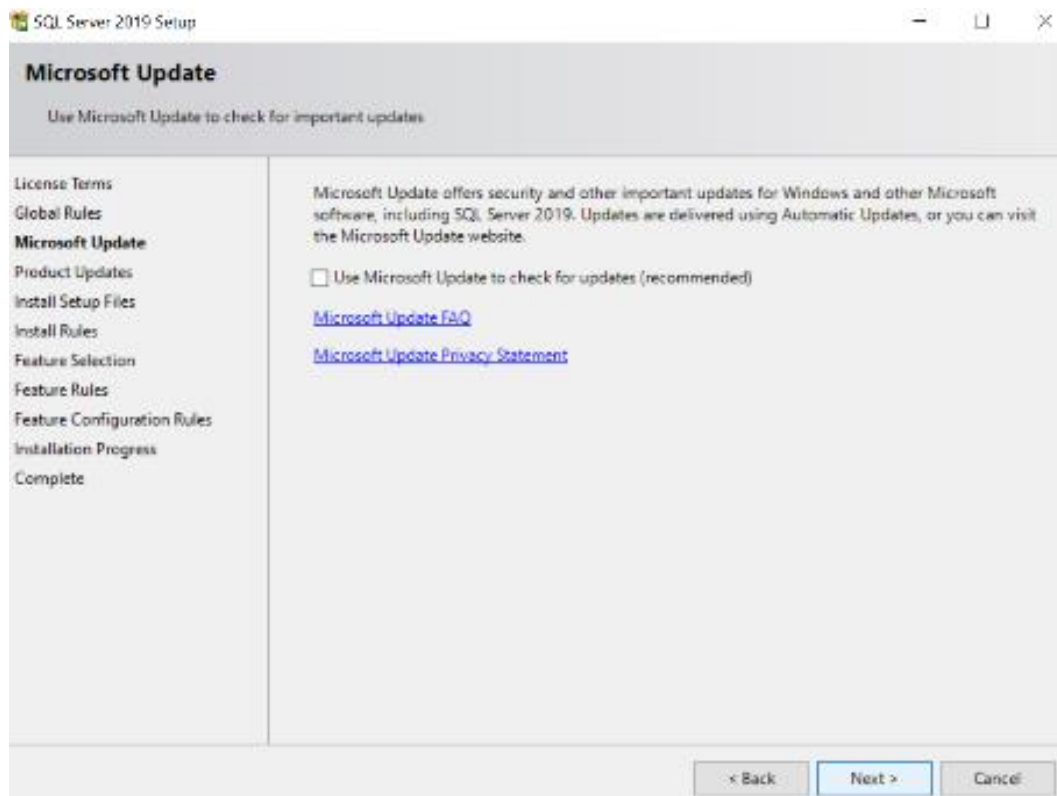 SQL Server 2019 Setup
Microsoft Update
Use Microsoft Update to check for important updates
License Terms
Global Rules
Microsoft Update
Product Updates
Install Setup Files
Install Rules
Feature Selection
Feature Rules
Feature Configuration Rules
Installation Progress
Complete
Microsoft Update offers security and other important updates for Windows and other Microsoft
software, including SQL Server 2019. Updates are delivered using Automatic Updates, or you can visit
the Microsoft Update website.
Use Microsoft Update to check for updates (recommended)
Microsoft Update FAQ
Microsoft Update Privacy Statement
< Back
Next >
Cancel